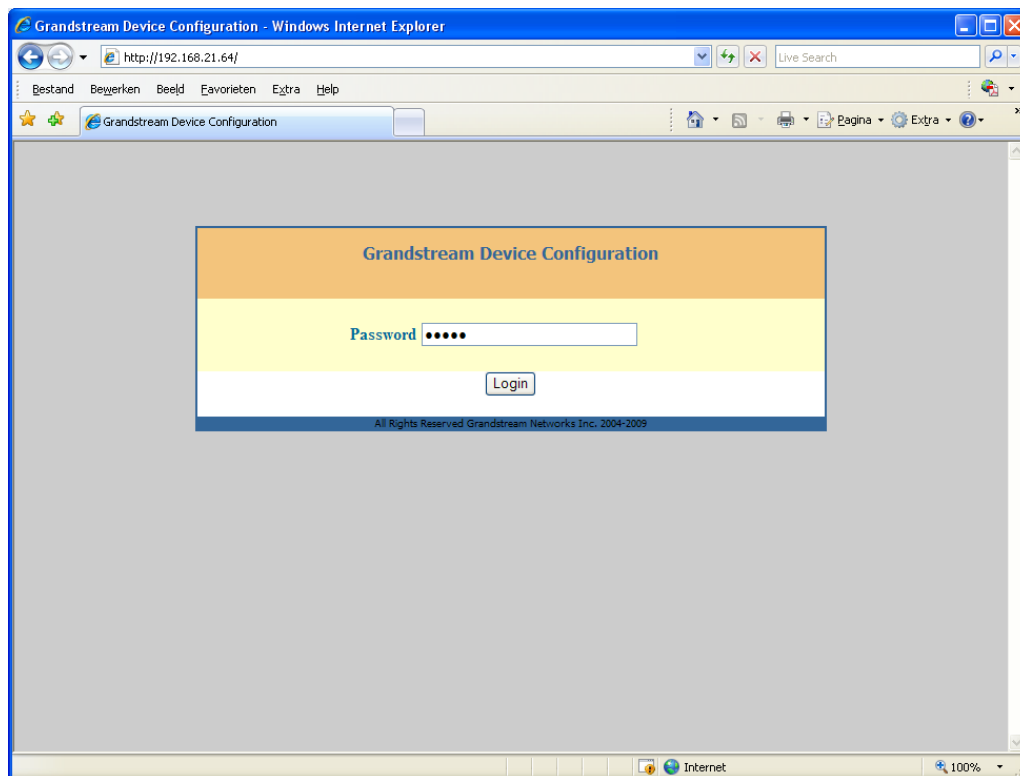 Grandstream Device Configuration - Windows Internet Explorer
http://192.168.21.64/
Live Search
Bestand Bewerken Beeld Favorieten Extra Help
Grandstream Device Configuration
Pagina Extra
Grandstream Device Configuration
Password •••••
Login
All Rights Reserved Grandstream Networks Inc. 2004-2009
Internet
100%